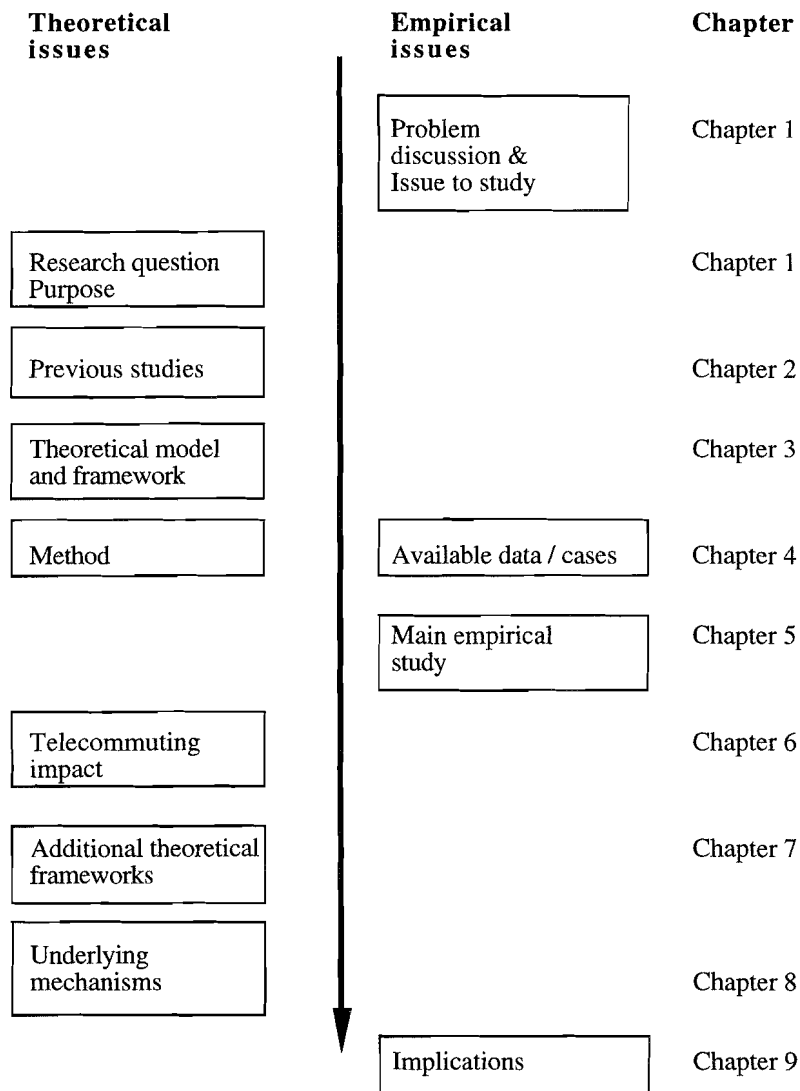 Theoretical issues
Empirical issues
Chapter
Problem discussion & Issue to study
Chapter 1
Research question
Purpose
Chapter 1
Previous studies
Chapter 2
Theoretical model and framework
Chapter 3
Method
Available data / cases
Chapter 4
Main empirical study
Chapter 5
Telecommuting impact
Chapter 6
Additional theoretical frameworks
Chapter 7
Underlying mechanisms
Chapter 8
Implications
Chapter 9